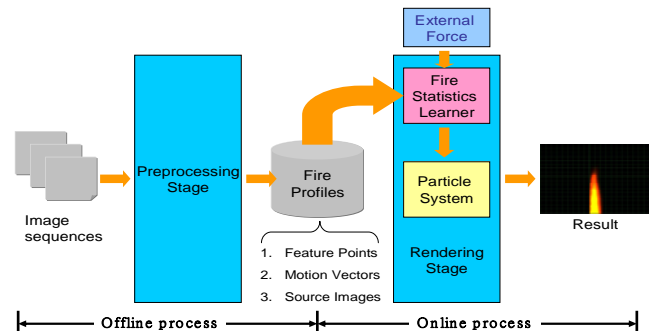 External
Force
Fire
Statistics
Learner
Preprocessing
Stage
Fire
Profiles
Particle
System
Image
sequences
Result
1. Feature Points
2. Motion Vectors
3. Source Images
Rendering
Stage
Offline process
Online process